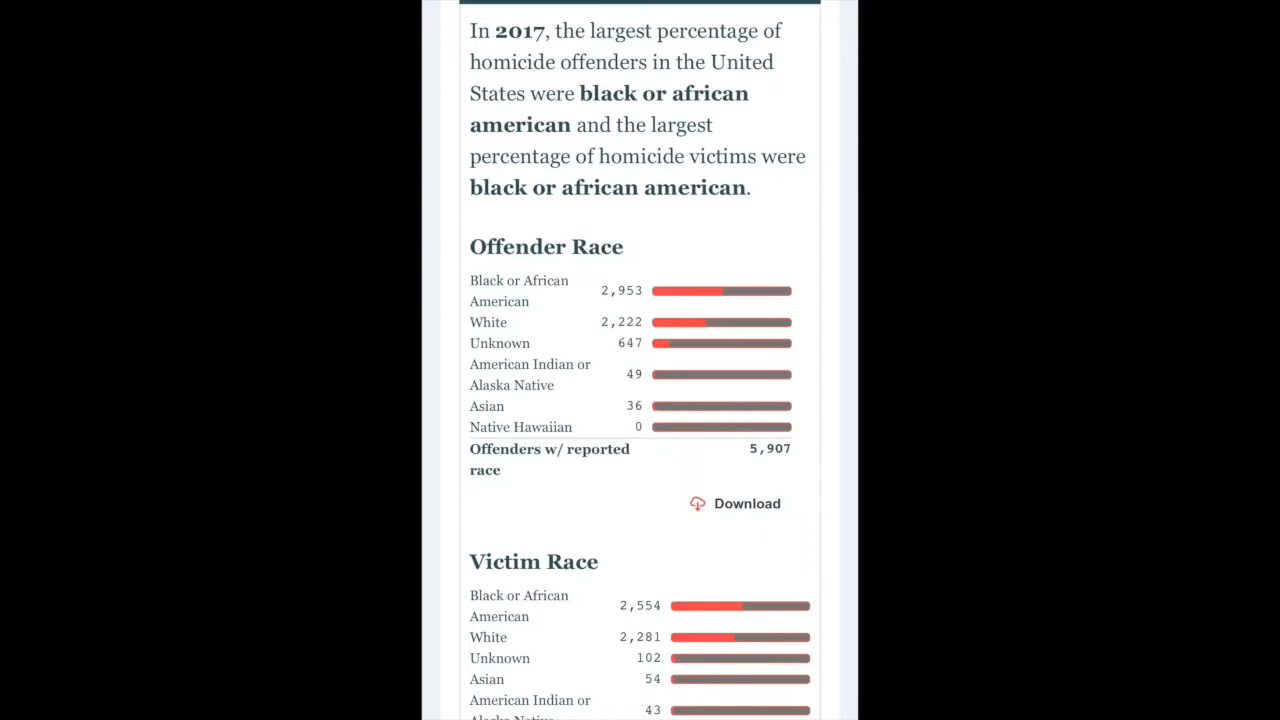 In 2017, the largest percentage of
homicide offenders in the United
States were black or african
american and the largest
percentage of homicide victims were
black or african american.
Offender Race
Black or African
American 2,953
White 2,222
Unknown 647
American Indian or
Alaska Native 49
Asian 36
Native Hawaiian 0
Offenders w/ reported
race 5,907
Download
Victim Race
Black or African
American 2,554
White 2,281
Unknown 102
Asian 54
American Indian or
Alaska Native 43